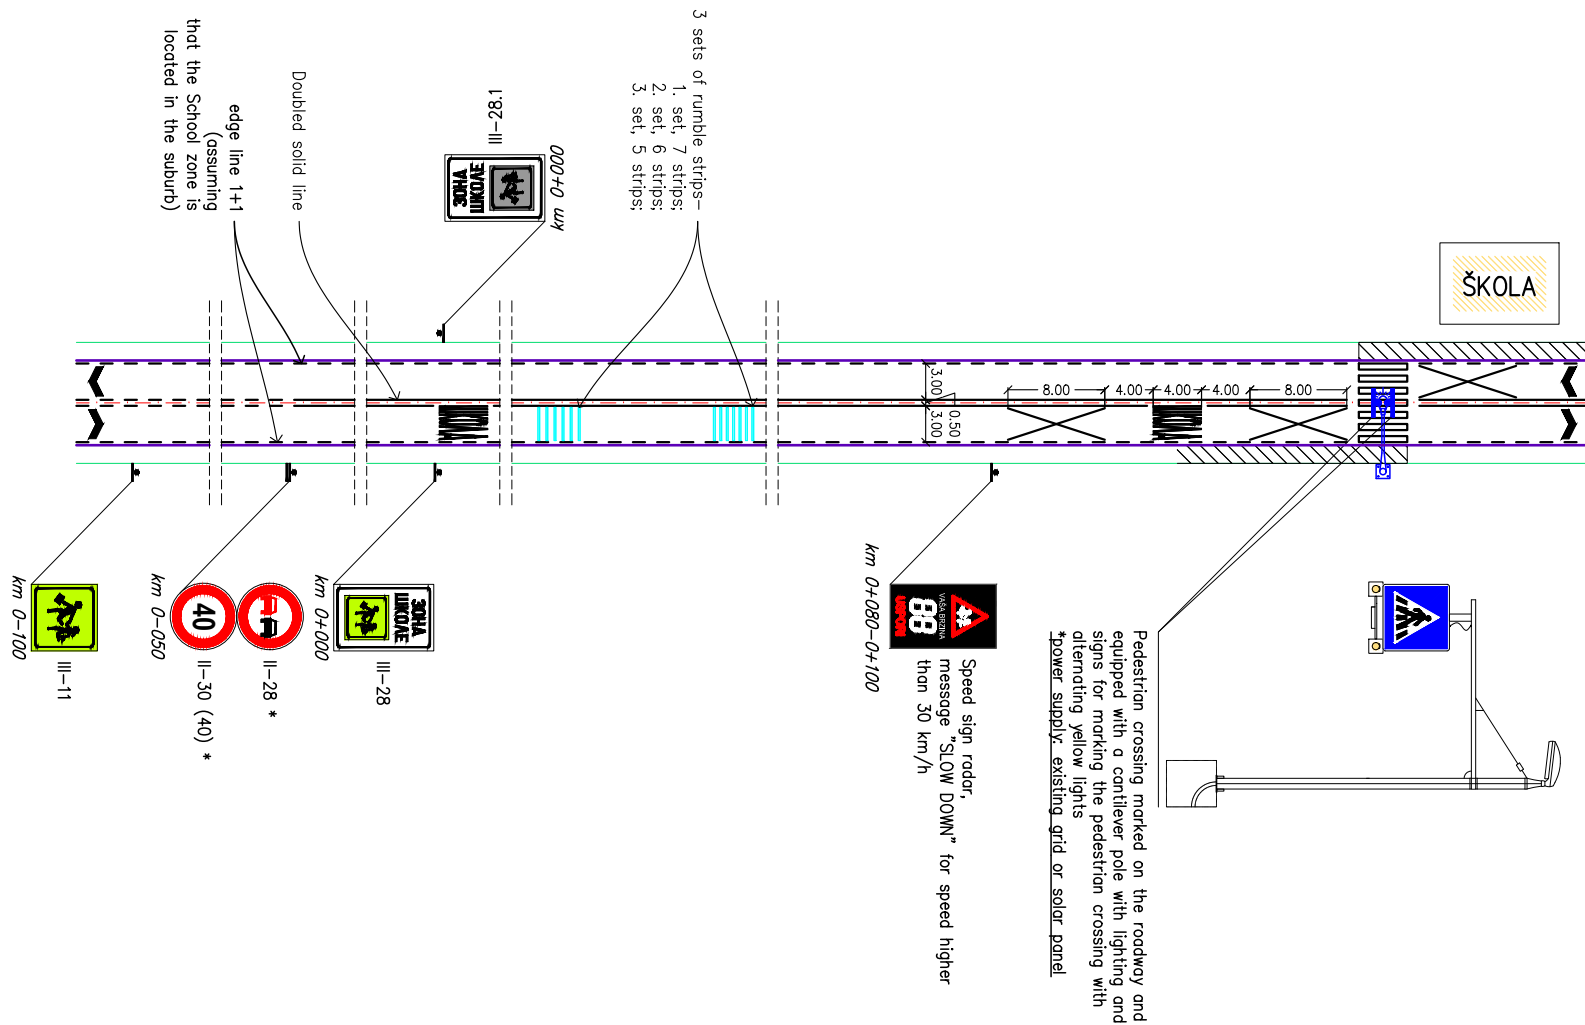 3 sets of rumble strips-
1. set, 7 strips;
2. set, 6 strips;
3. set, 5 strips;
Doubled solid line
edge line 1+1
(assuming
that the School zone is
located in the suburb)
III-28.1
ЗОНА
ШКОЛЕ
km 0+000
ŠKOLA
8.00
4.00
4.00
4.00
8.00
3.00
0.50
3.00
III-11
km 0-100
40
II-30 (40) *
II-28 *
km 0-050
ЗОНА
ШКОЛЕ
III-28
km 0+000
VAŠA BRZINA
88
USPORI
km 0+080-0+100
Speed sign radar,
message "SLOW DOWN" for speed higher
than 30 km/h
Pedestrian crossing marked on the roadway and
equipped with a cantilever pole with lighting and
signs for marking the pedestrian crossing with
alternating yellow lights
*power supply: existing grid or solar panel